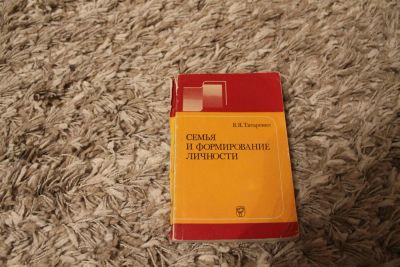 В.Я. Титаренко
СЕМЬЯ
И ФОРМИРОВАНИЕ
ЛИЧНОСТИ